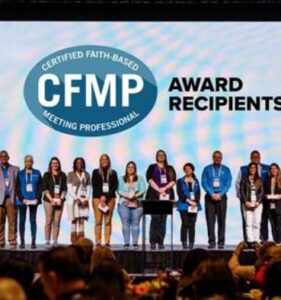 CERTIFIED FAITH-BASED
CFMP
MEETING PROFESSIONAL
AWARD
RECIPIENTS